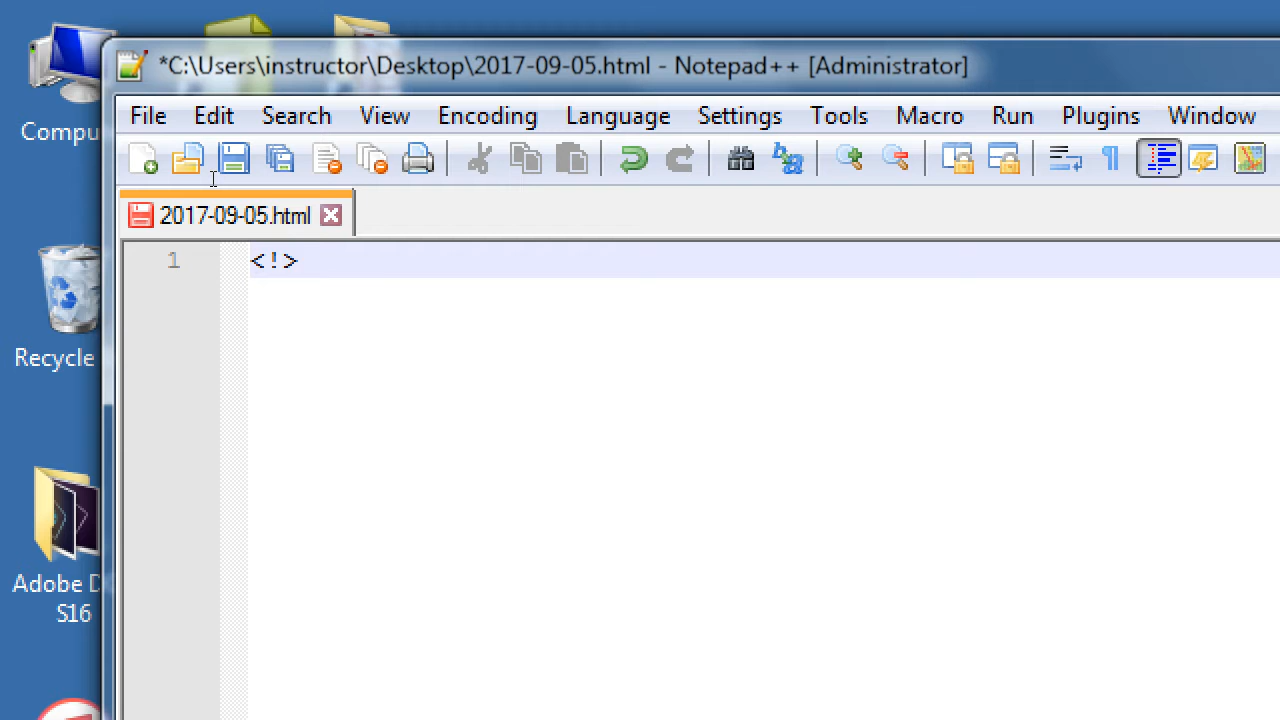 *C:\Users\instructor\Desktop\2017-09-05.html - Notepad++ [Administrator]
File Edit Search View Encoding Language Settings Tools Macro Run Plugins Window
2017-09-05.html
1 <!>
Compu
Recycle
Adobe D
S16